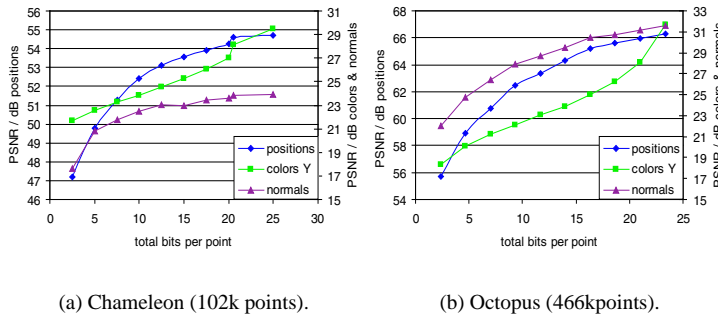 PSNR / dB positions
56
55
54
53
52
51
50
49
48
47
46
31
29
27
25
23
21
19
17
15
PSNR / dB colors & normals
positions
colors Y
normals
0 5 10 15 20 25 30
total bits per point
(a) Chameleon (102k points).
PSNR / dB positions
68
66
64
62
60
58
56
54
33
31
29
27
25
23
21
19
17
15
PSNR / dB colors & normals
positions
colors Y
normals
0 5 10 15 20 25
total bits per point
(b) Octopus (466kpoints).